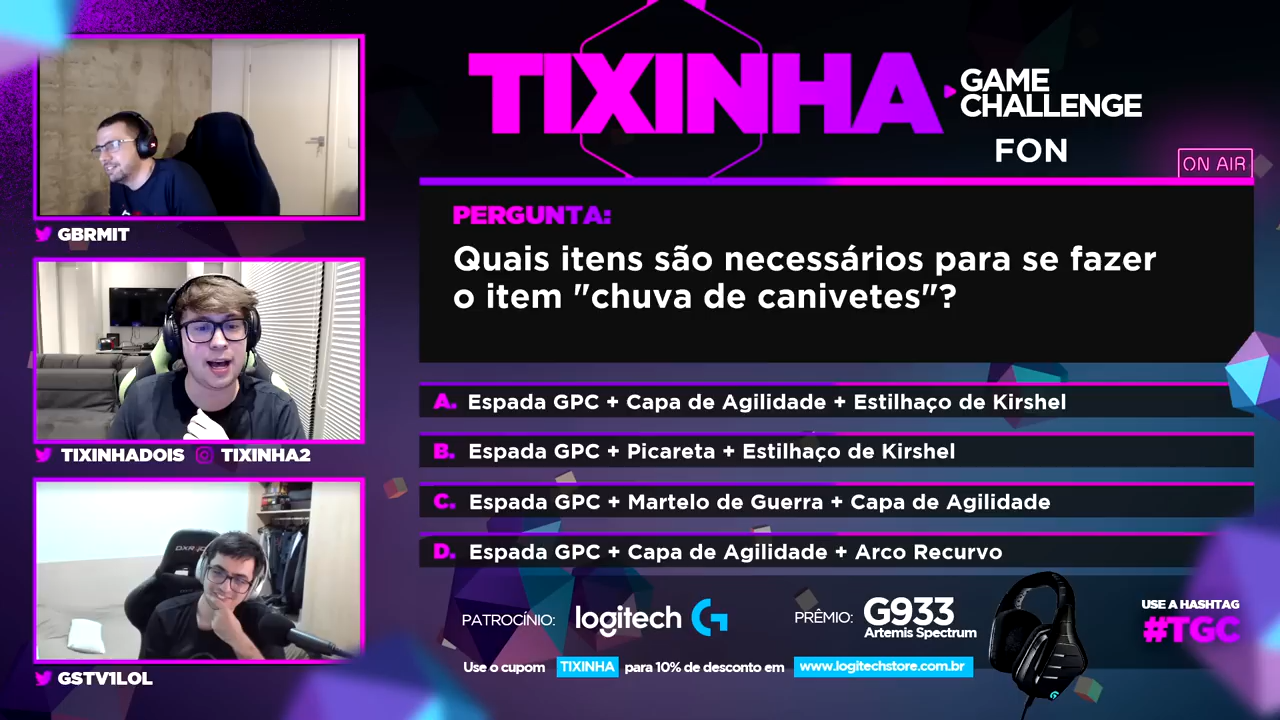 TIXINHA
GAME
CHALLENGE
FON
ON AIR
GBRMIT
TIXINHADOIS TIXINHA2
DXR
GSTV1LOL
PERGUNTA:
Quais itens são necessários para se fazer
o item "chuva de canivetes"?
A. Espada GPC + Capa de Agilidade + Estilhaço de Kirshel
B. Espada GPC + Picareta + Estilhaço de Kirshel
C. Espada GPC + Martelo de Guerra + Capa de Agilidade
D. Espada GPC + Capa de Agilidade + Arco Recurvo
PATROCÍNIO: logitech G
PRÊMIO: G933
Artemis Spectrum
USE A HASHTAG
#TGC
Use o cupom TIXINHA para 10% de desconto em www.logitechstore.com.br